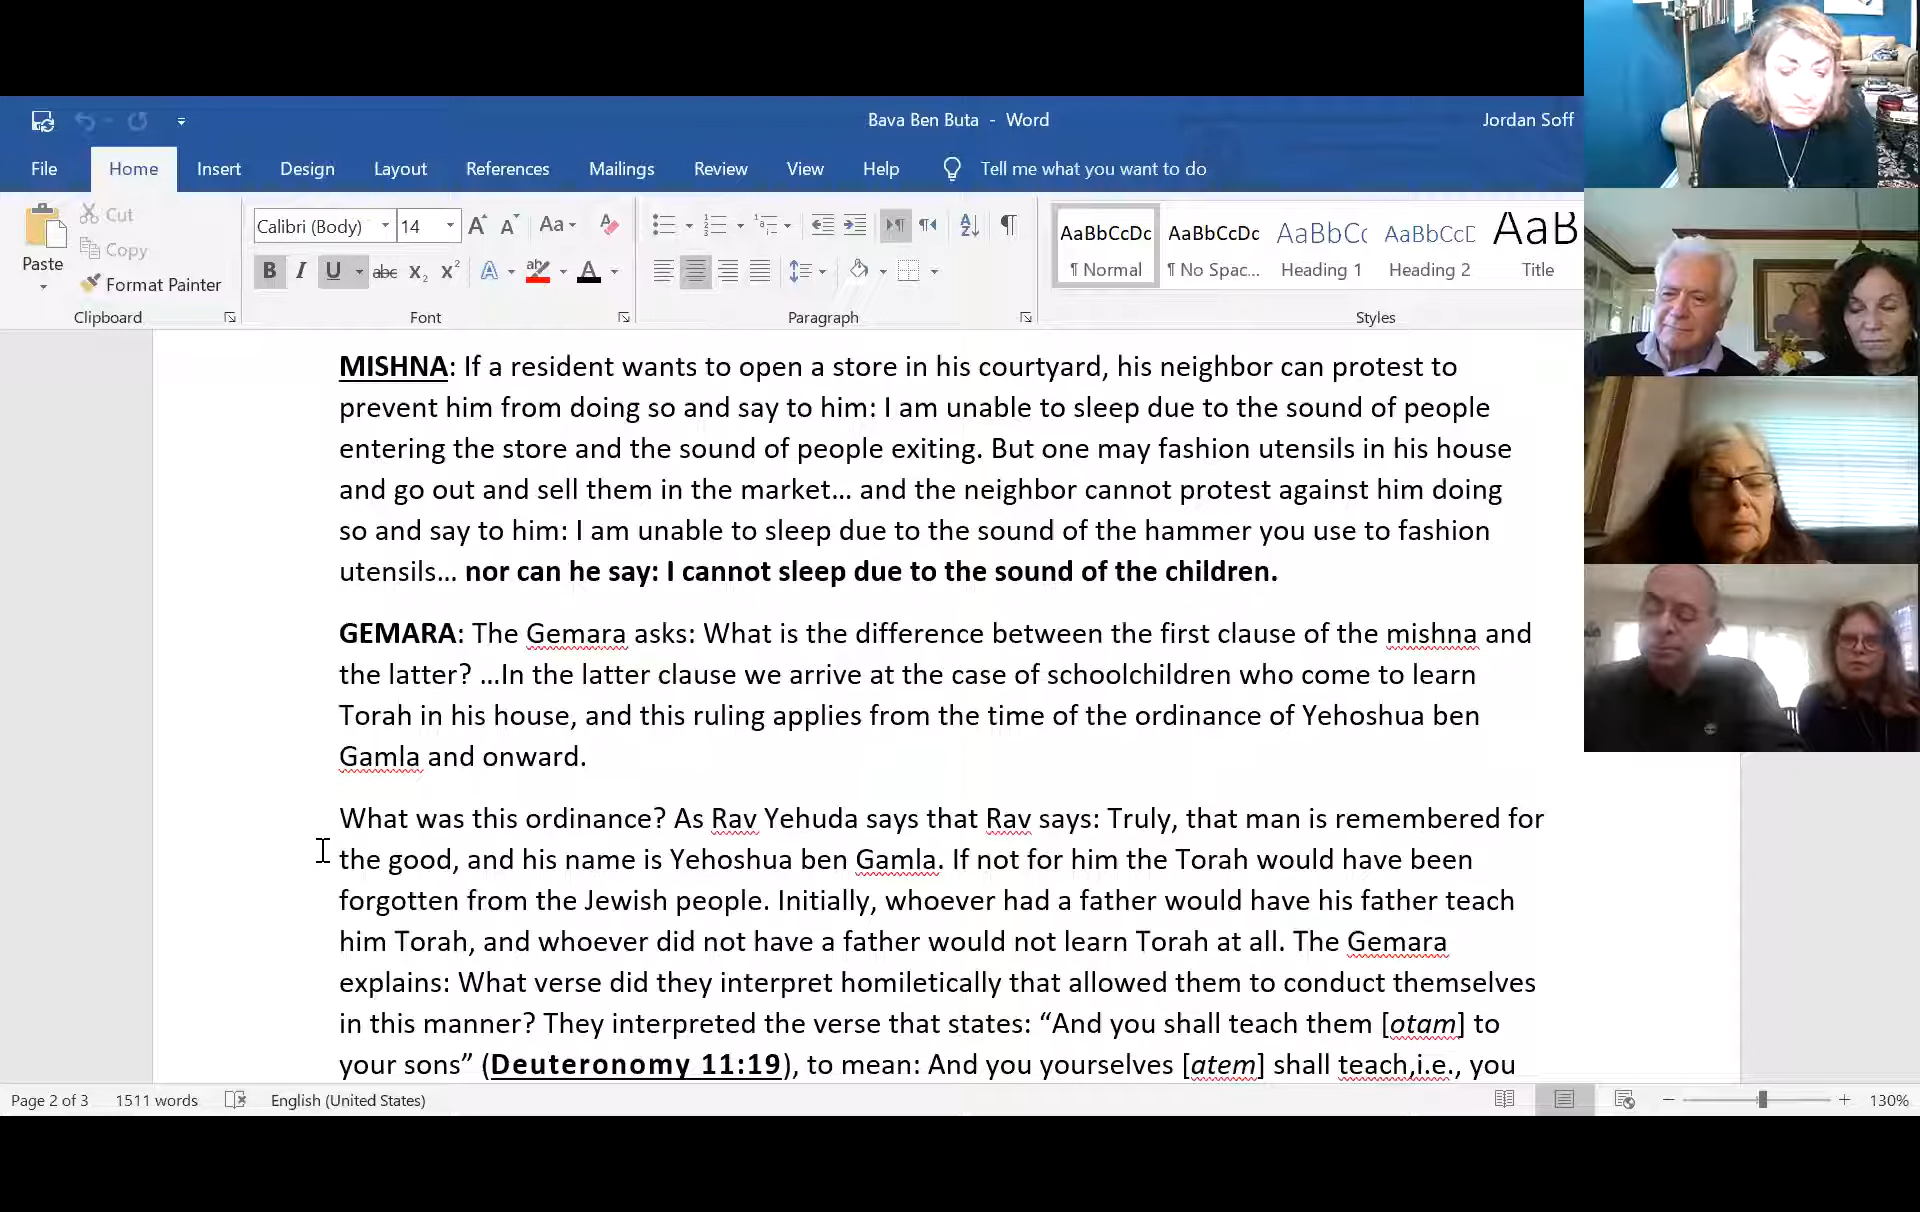 Bava Ben Buta - Word
Jordan Soff
File Home Insert Design Layout References Mailings Review View Help Tell me what you want to do
Paste
Cut
Copy
Format Painter
Clipboard
Calibri (Body) 14 A A Aa A
B I U abc X₂ X² A ab A
Font
Paragraph
AaBbCcDc AaBbCcDc AaBbCc AaBbCcD AaB
¶ Normal ¶ No Spac... Heading 1 Heading 2 Title
Styles
MISHNA: If a resident wants to open a store in his courtyard, his neighbor can protest to
prevent him from doing so and say to him: I am unable to sleep due to the sound of people
entering the store and the sound of people exiting. But one may fashion utensils in his house
and go out and sell them in the market... and the neighbor cannot protest against him doing
so and say to him: I am unable to sleep due to the sound of the hammer you use to fashion
utensils... nor can he say: I cannot sleep due to the sound of the children.
GEMARA: The Gemara asks: What is the difference between the first clause of the mishna and
the latter? ...In the latter clause we arrive at the case of schoolchildren who come to learn
Torah in his house, and this ruling applies from the time of the ordinance of Yehoshua ben
Gamla and onward.
What was this ordinance? As Rav Yehuda says that Rav says: Truly, that man is remembered for
the good, and his name is Yehoshua ben Gamla. If not for him the Torah would have been
forgotten from the Jewish people. Initially, whoever had a father would have his father teach
him Torah, and whoever did not have a father would not learn Torah at all. The Gemara
explains: What verse did they interpret homiletically that allowed them to conduct themselves
in this manner? They interpreted the verse that states: “And you shall teach them [otam] to
your sons” (Deuteronomy 11:19), to mean: And you yourselves [atem] shall teach,i.e., you
Page 2 of 3 1511 words English (United States) 130%